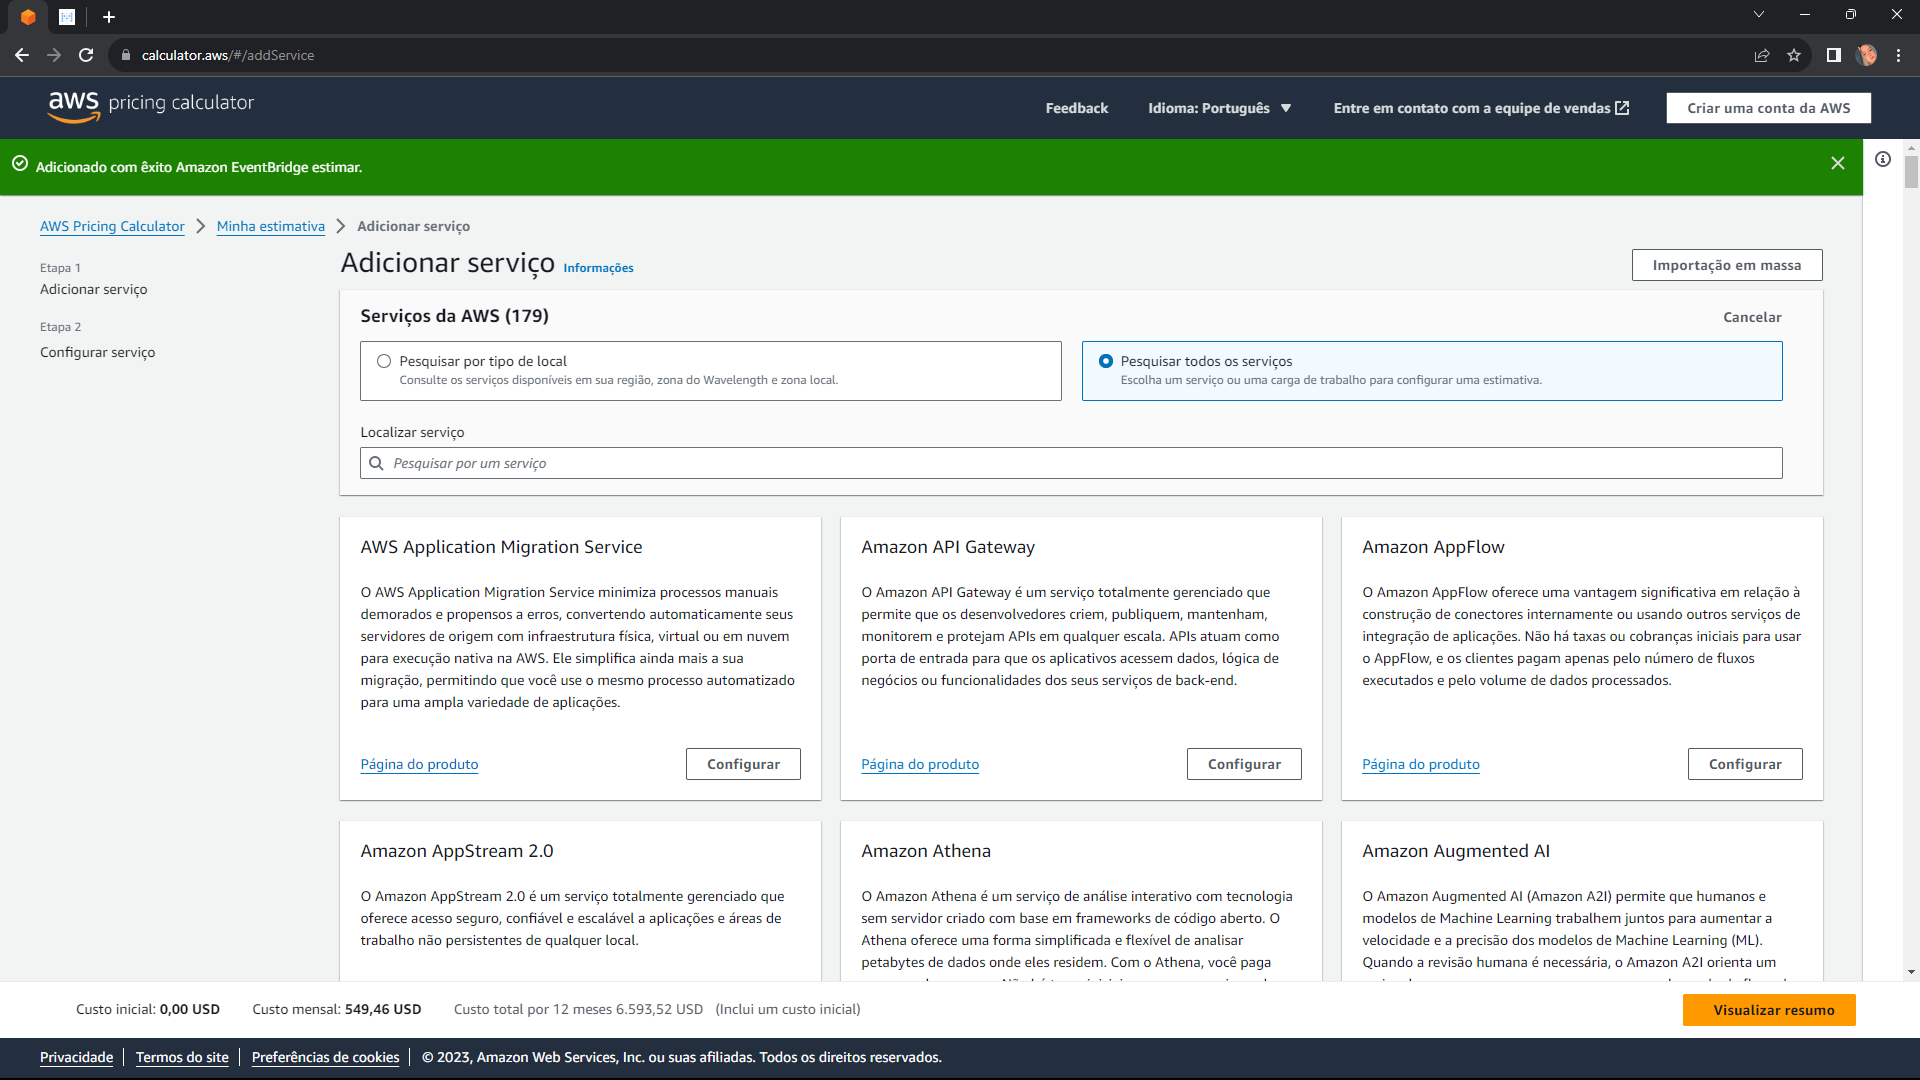 calculator.aws/#/addService
aws pricing calculator
Feedback
Idioma: Português
Entre em contato com a equipe de vendas
Criar uma conta da AWS
Adicionado com êxito Amazon EventBridge estimar.
AWS Pricing Calculator
Minha estimativa
Adicionar serviço
Etapa 1
Adicionar serviço
Etapa 2
Configurar serviço
Adicionar serviço Informações
Importação em massa
Serviços da AWS (179)
Cancelar
Pesquisar por tipo de local
Consulte os serviços disponíveis em sua região, zona do Wavelength e zona local.
Pesquisar todos os serviços
Escolha um serviço ou uma carga de trabalho para configurar uma estimativa.
Localizar serviço
Pesquisar por um serviço
AWS Application Migration Service
O AWS Application Migration Service minimiza processos manuais
demorados e propensos a erros, convertendo automaticamente seus
servidores de origem com infraestrutura física, virtual ou em nuvem
para execução nativa na AWS. Ele simplifica ainda mais a sua
migração, permitindo que você use o mesmo processo automatizado
para uma ampla variedade de aplicações.
Página do produto
Configurar
Amazon API Gateway
O Amazon API Gateway é um serviço totalmente gerenciado que
permite que os desenvolvedores criem, publiquem, mantenham,
monitorem e protejam APIs em qualquer escala. APIs atuam como
porta de entrada para que os aplicativos acessem dados, lógica de
negócios ou funcionalidades dos seus serviços de back-end.
Página do produto
Configurar
Amazon AppFlow
O Amazon AppFlow oferece uma vantagem significativa em relação à
construção de conectores internamente ou usando outros serviços de
integração de aplicações. Não há taxas ou cobranças iniciais para usar
o AppFlow, e os clientes pagam apenas pelo número de fluxos
executados e pelo volume de dados processados.
Página do produto
Configurar
Amazon AppStream 2.0
O Amazon AppStream 2.0 é um serviço totalmente gerenciado que
oferece acesso seguro, confiável e escalável a aplicações e áreas de
trabalho não persistentes de qualquer local.
Amazon Athena
O Amazon Athena é um serviço de análise interativo com tecnologia
sem servidor criado com base em frameworks de código aberto. O
Athena oferece uma forma simplificada e flexível de analisar
petabytes de dados onde eles residem. Com o Athena, você paga
Amazon Augmented AI
O Amazon Augmented AI (Amazon A2I) permite que humanos e
modelos de Machine Learning trabalhem juntos para aumentar a
velocidade e a precisão dos modelos de Machine Learning (ML).
Quando a revisão humana é necessária, o Amazon A2I orienta um
Custo inicial: 0,00 USD
Custo mensal: 549,46 USD
Custo total por 12 meses 6.593,52 USD (Inclui um custo inicial)
Visualizar resumo
Privacidade
Termos do site
Preferências de cookies
© 2023, Amazon Web Services, Inc. ou suas afiliadas. Todos os direitos reservados.